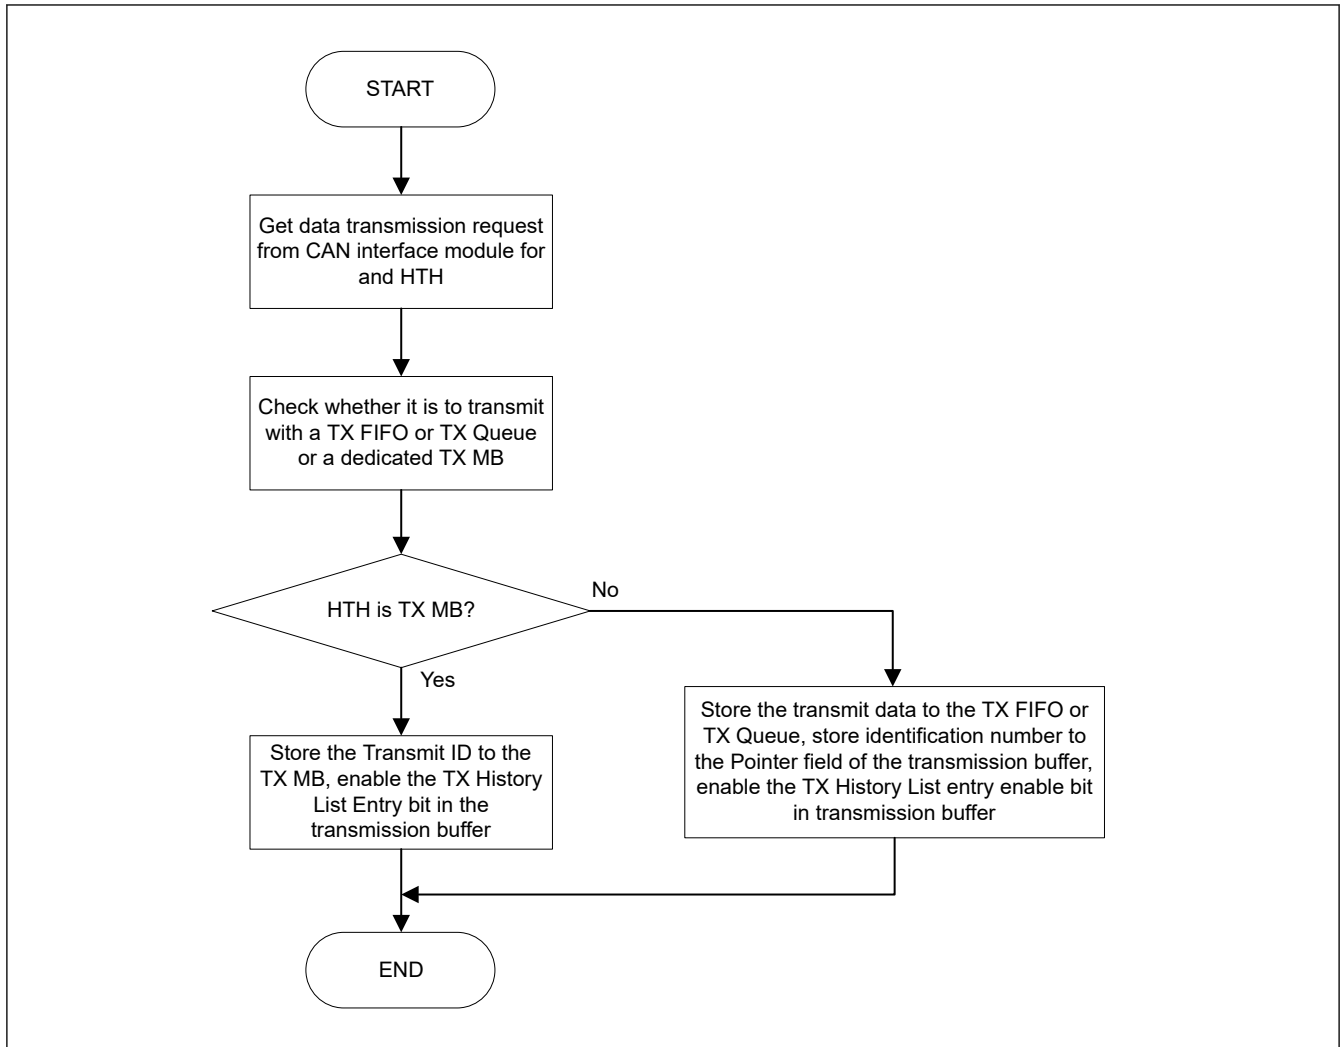 START
Get data transmission request
from CAN interface module for
and HTH
Check whether it is to transmit
with a TX FIFO or TX Queue
or a dedicated TX MB
HTH is TX MB?
No
Yes
Store the Transmit ID to the
TX MB, enable the TX History
List Entry bit in the
transmission buffer
Store the transmit data to the TX FIFO or
TX Queue, store identification number to
the Pointer field of the transmission buffer,
enable the TX History List entry enable bit
in transmission buffer
END